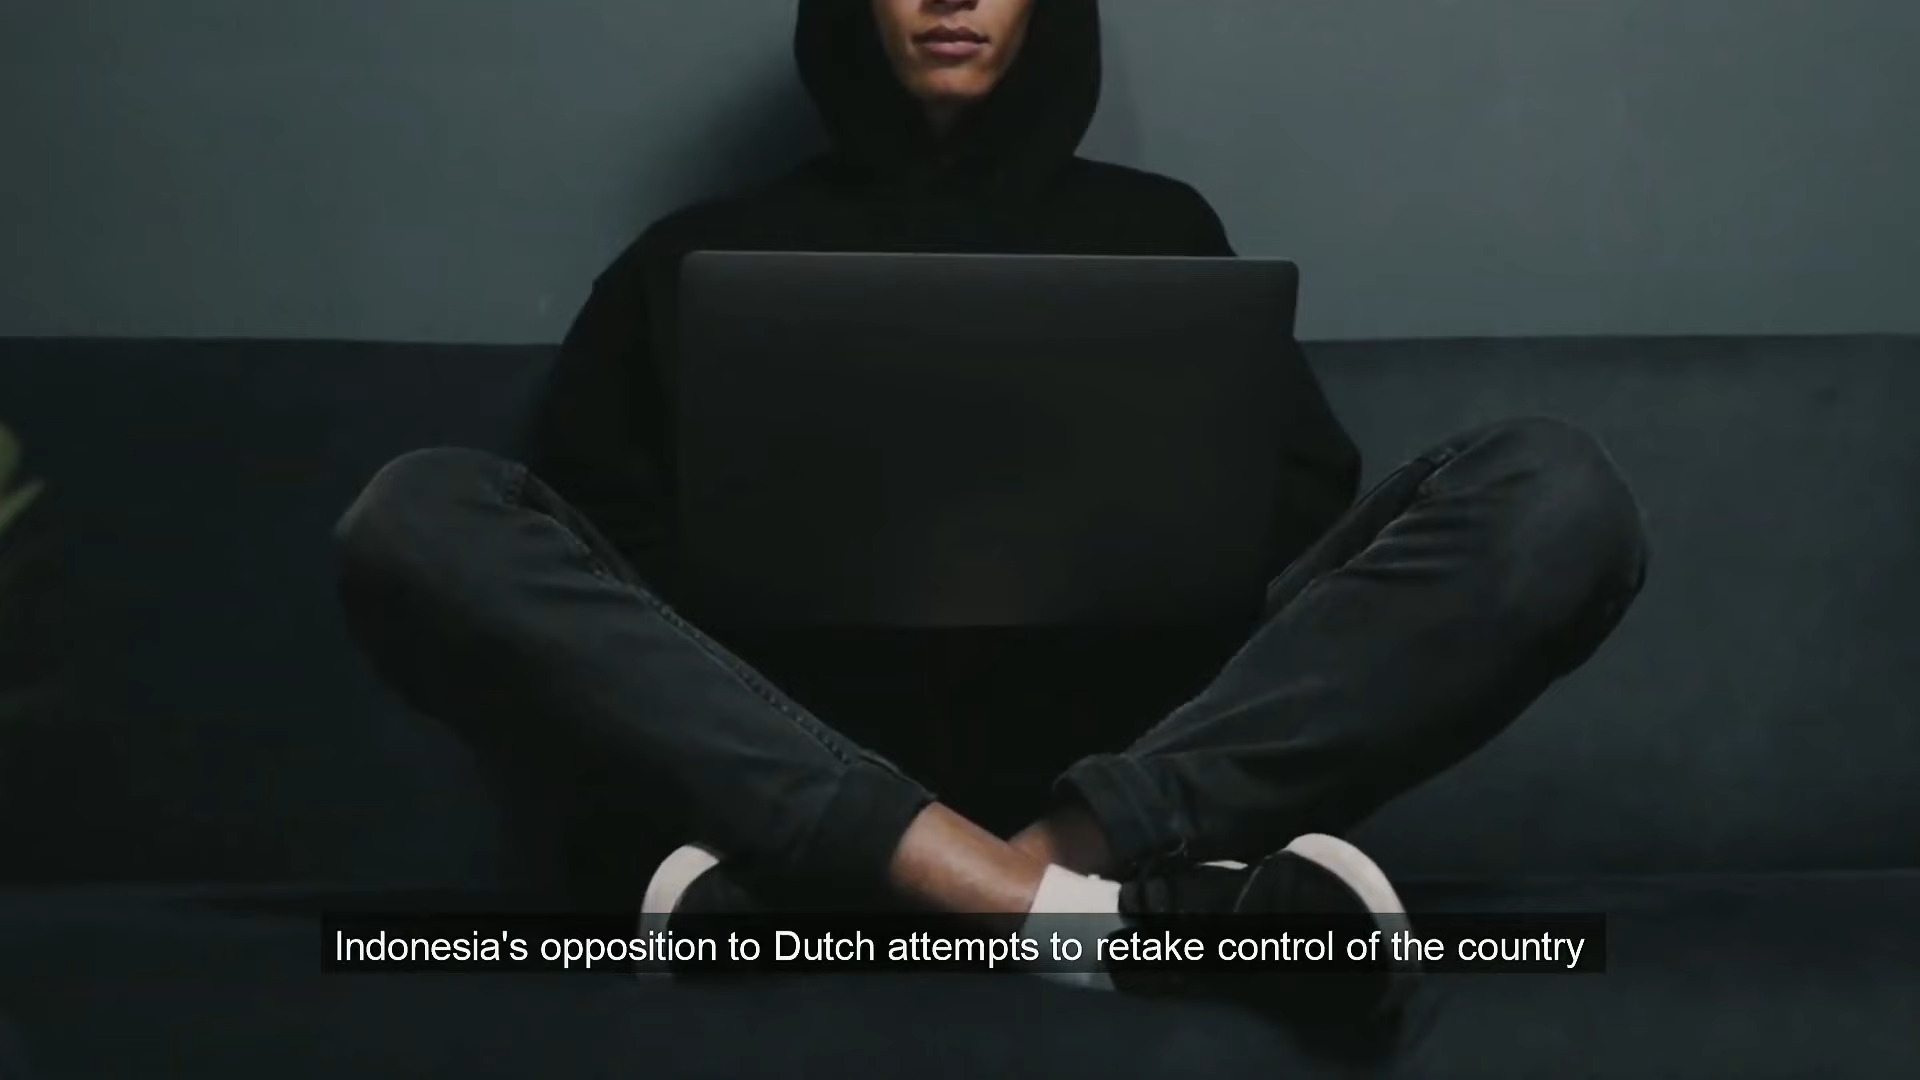 Indonesia's opposition to Dutch attempts to retake control of the country